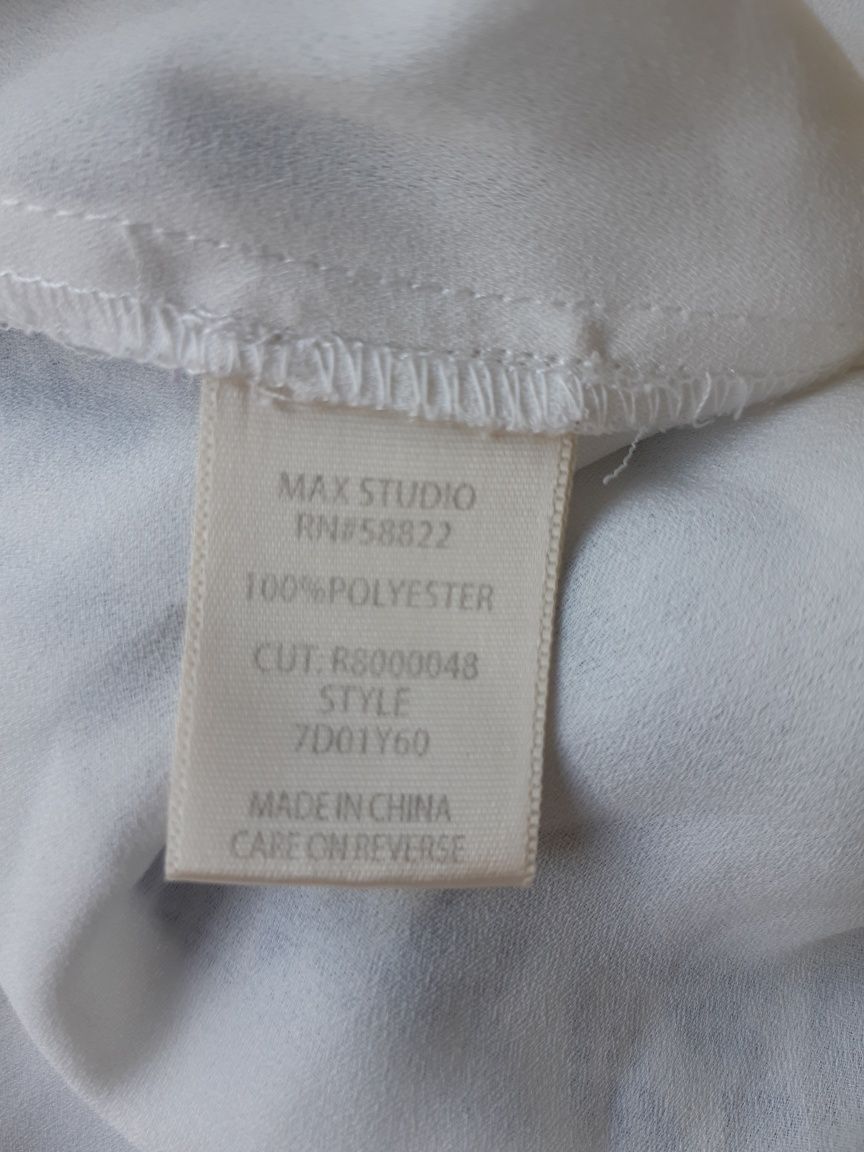 MAX STUDIO
RN#58822
100%POLYESTER
CUT: R8000048
STYLE
7D01Y60
MADE IN CHINA
CARE ON REVERSE